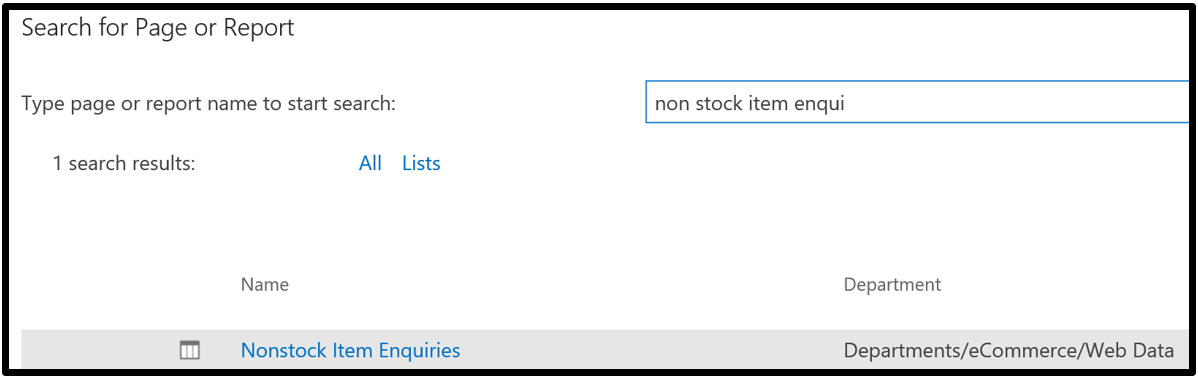 Search for Page or Report
Type page or report name to start search: non stock item enqui
1 search results: All Lists
Name Department
Nonstock Item Enquiries Departments/eCommerce/Web Data